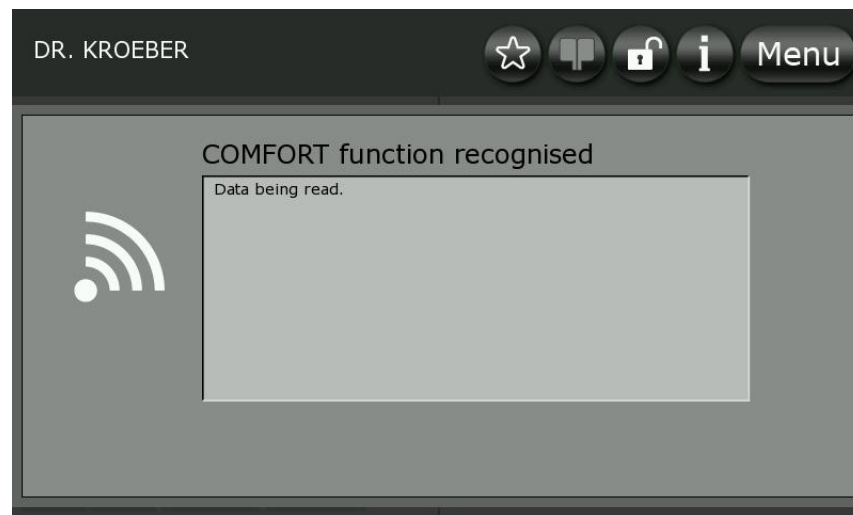 DR. KROEBER
i
Menu
COMFORT function recognised
Data being read.